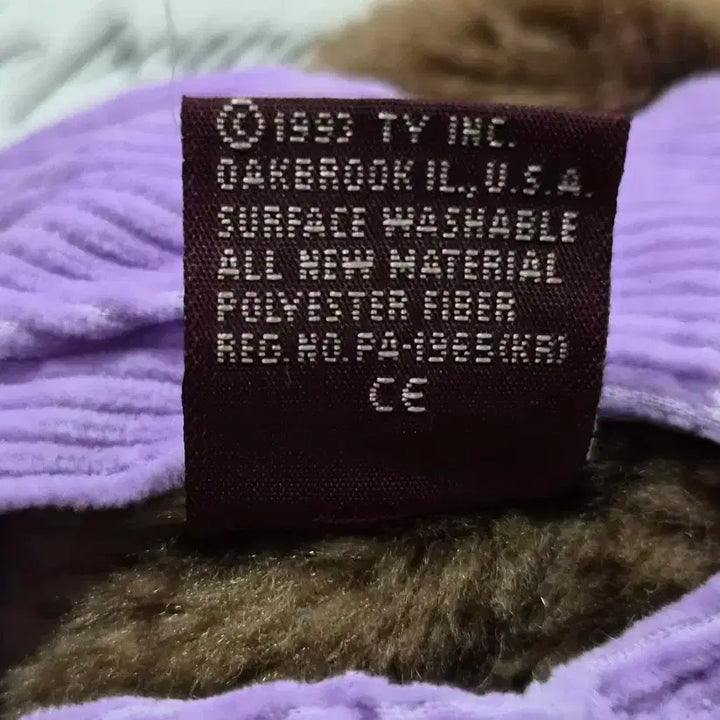 © 1993 TY INC.
OAKBROOK IL., U.S.A.
SURFACE WASHABLE
ALL NEW MATERIAL
POLYESTER FIBER
REG. NO. PA-1965(KR)
CE